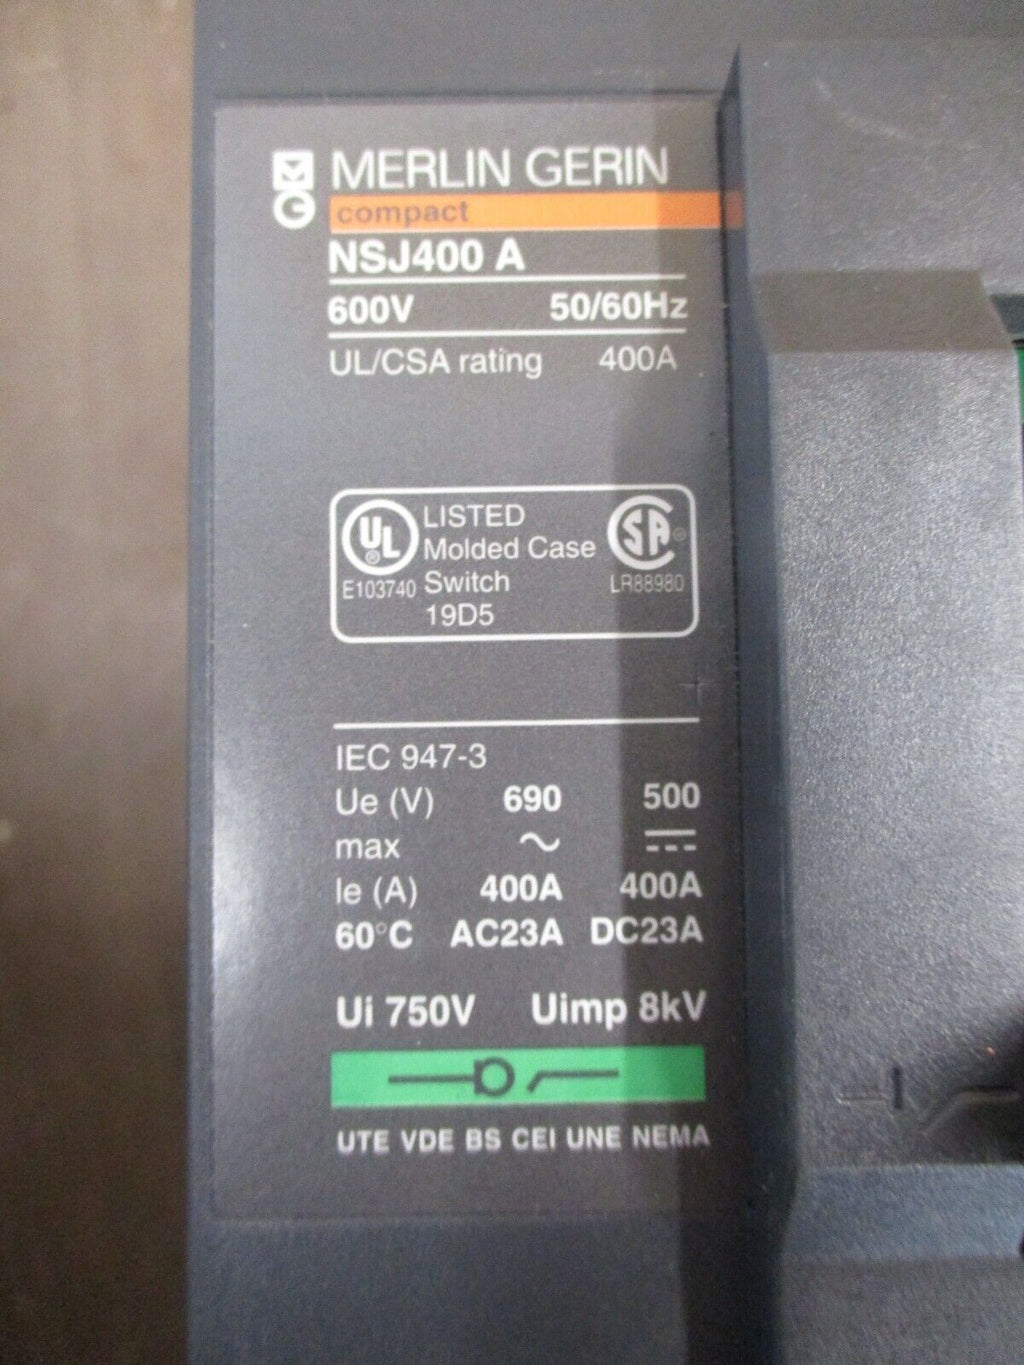 MERLIN GERIN
compact
NSJ400 A
600V 50/60Hz
UL/CSA rating 400A
UL ® E103740
LISTED
Molded Case
Switch
19D5
SA ® LR88980
IEC 947-3
Ue (V) 690 500
max ~ ⎓
Ie (A) 400A 400A
60°C AC23A DC23A
Ui 750V Uimp 8kV
UTE VDE BS CEI UNE NEMA